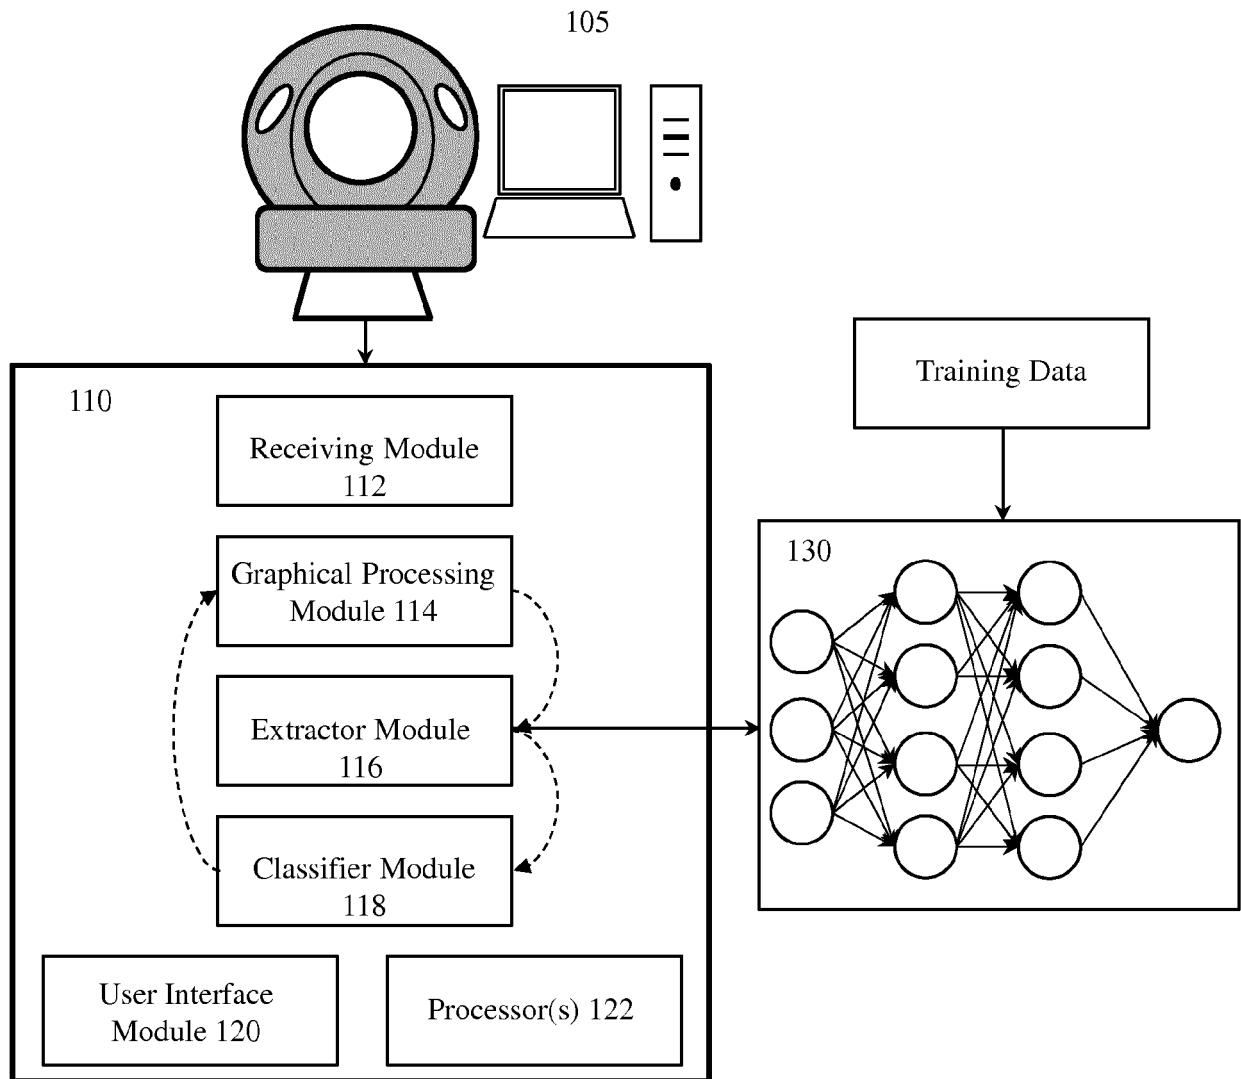 105
110
Receiving Module
112
Graphical Processing
Module 114
Extractor Module
116
Classifier Module
118
User Interface
Module 120
Processor(s) 122
Training Data
130